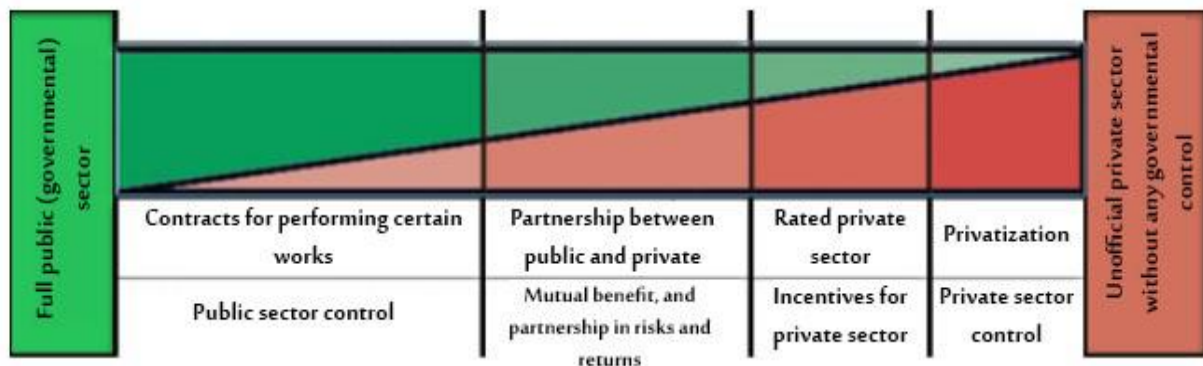 Full public (governmental)
sector
Contracts for performing certain
works
Partnership between
public and private
Rated private
sector
Privatization
Public sector control
Mutual benefit, and
partnership in risks and
returns
Incentives for
private sector
Private sector
control
Unofficial private sector
without any governmental
control